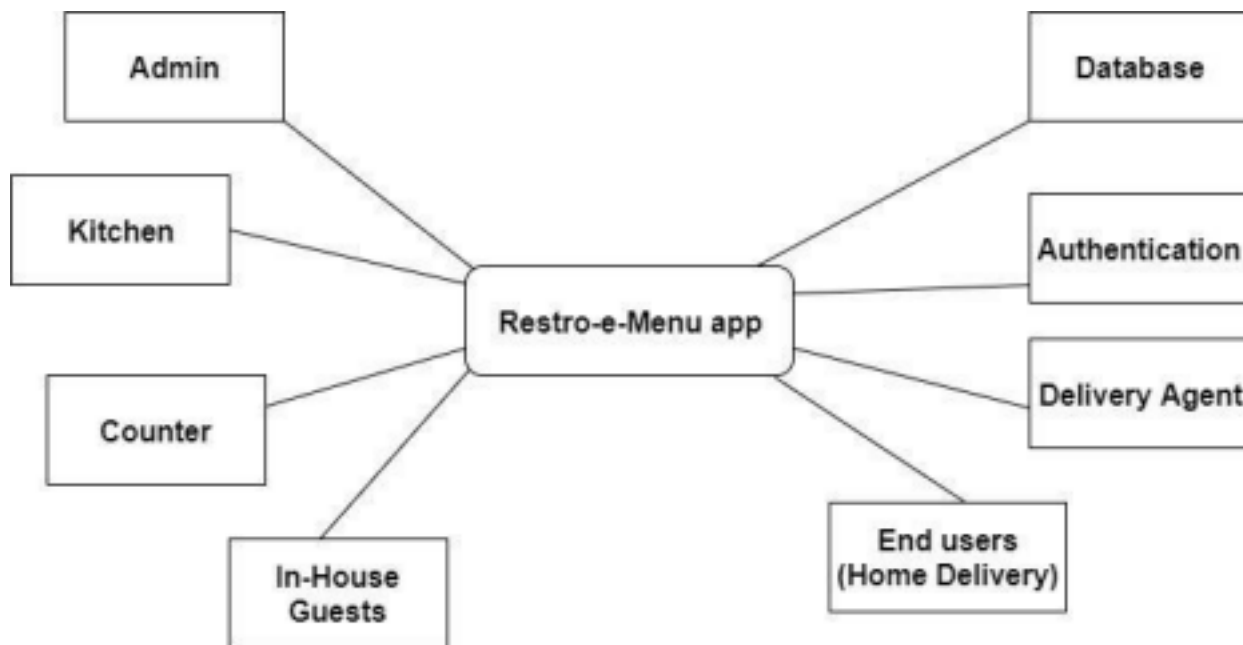 Admin
Database
Kitchen
Authentication
Restro-e-Menu app
Delivery Agent
Counter
End users
(Home Delivery)
In-House
Guests